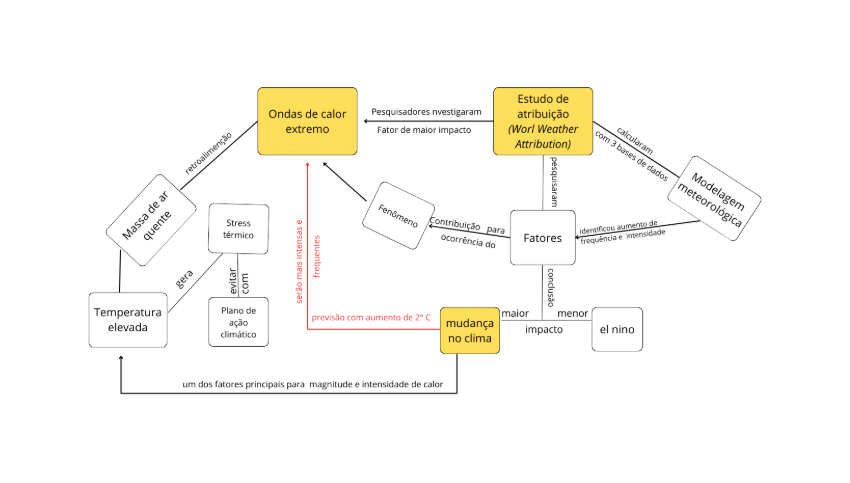 Ondas de calor
extremo
Pesquisadores nvestigaram
Fator de maior impacto
Estudo de
atribuição
(Worl Weather
Attribution)
calcularam
com 3 bases de dados
Modelagem
meteorológica
retroalimenção
Massa de ar
quente
Stress
térmico
gera
evitar
com
Plano de
ação
climático
Temperatura
elevada
serão mais intensas e
frequentes
Fenômeno
Contribuição para
ocorrência do
pesquisaram
Fatores
identificou aumento de
frequência e intensidade
conclusão
previsão com aumento de 2° C
mudança
no clima
maior
menor
impacto
el nino
um dos fatores principais para magnitude e intensidade de calor